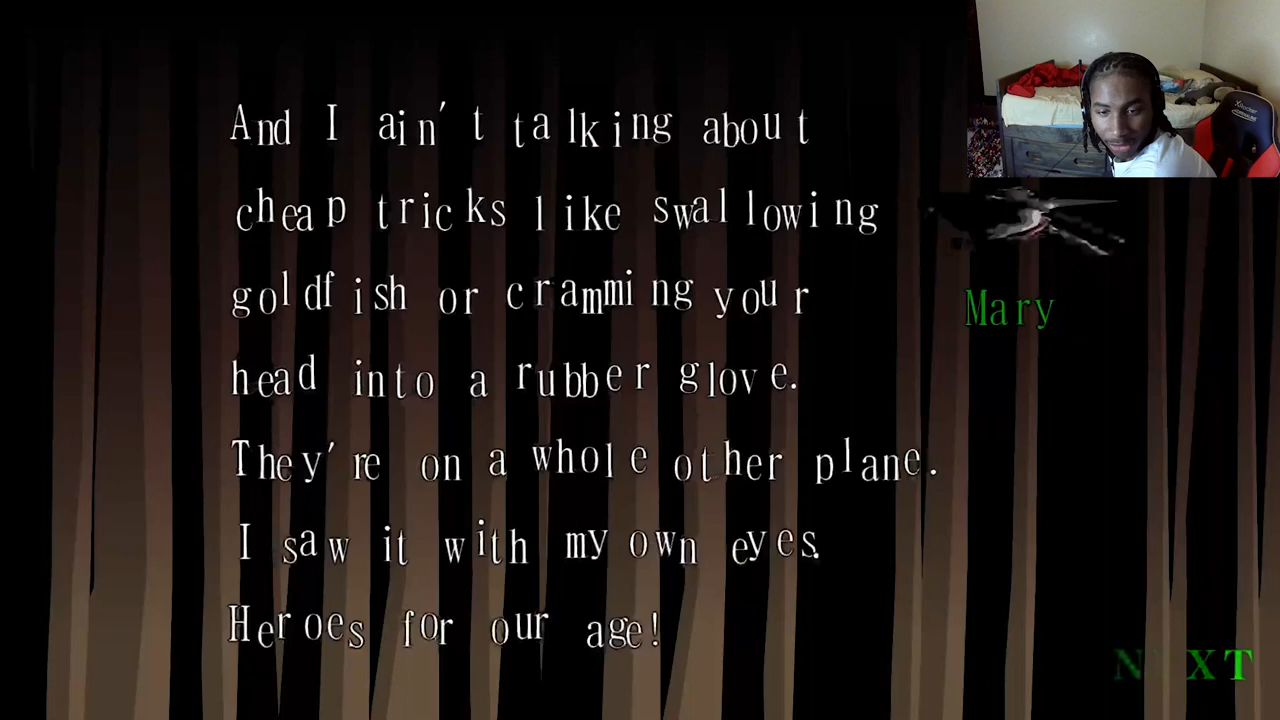 And I ain't talking about
cheap tricks like swallowing
goldfish or cramming your
head into a rubber glove.
They're on a whole other plane.
I saw it with my own eyes.
Heroes for our age!
Mary
NEXT